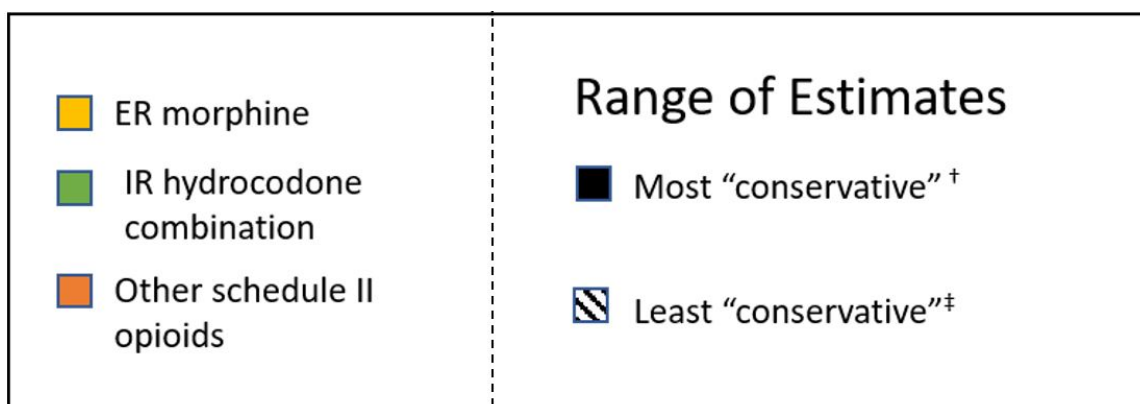 ER morphine
IR hydrocodone
combination
Other schedule II
opioids
Range of Estimates
Most “conservative” †
Least “conservative”‡